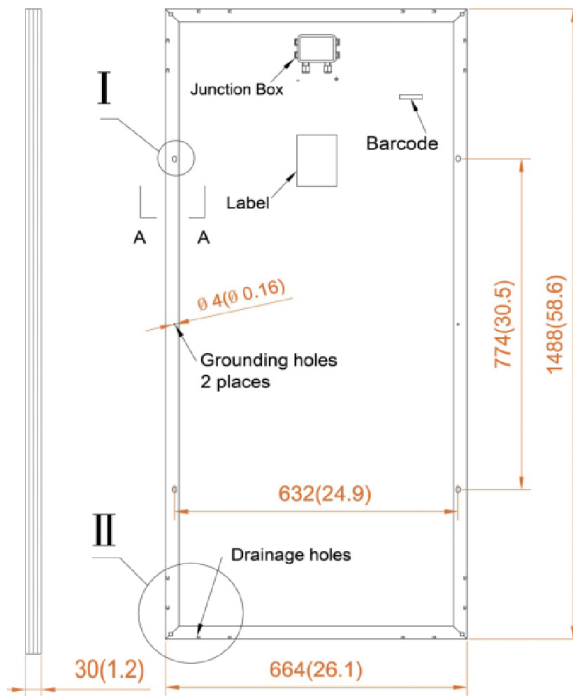 Junction Box
I
Barcode
Label
A
A
Ø 4(Ø 0.16)
Grounding holes
2 places
774(30.5)
1488(58.6)
632(24.9)
II
Drainage holes
30(1.2)
664(26.1)